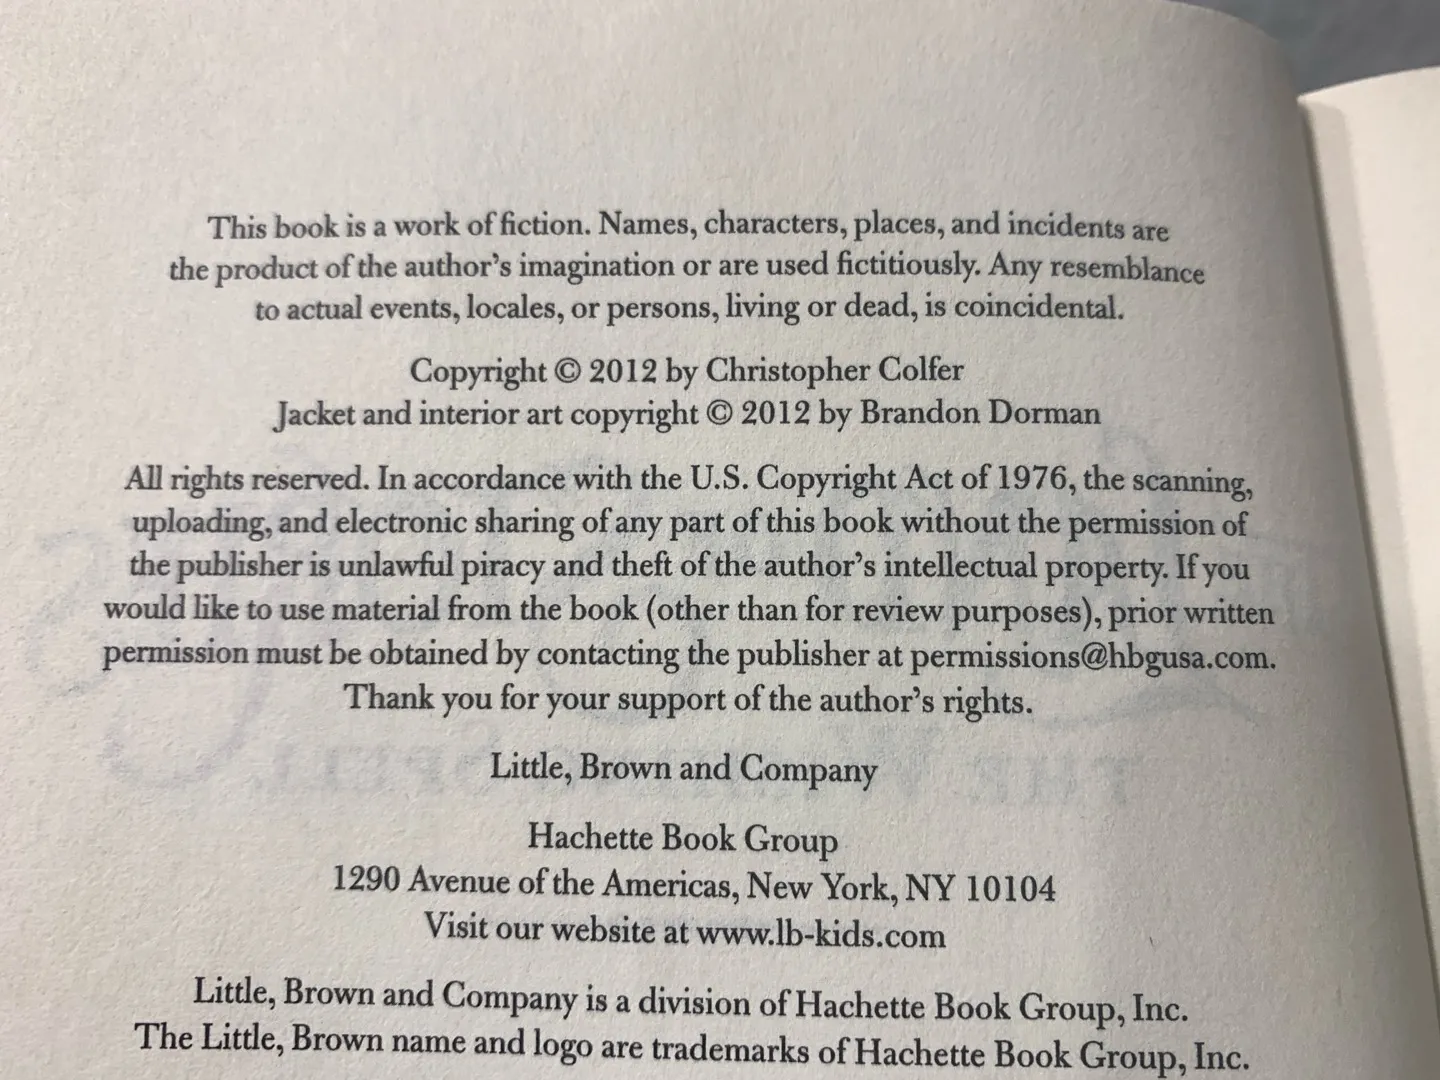 This book is a work of fiction. Names, characters, places, and incidents are
the product of the author's imagination or are used fictitiously. Any resemblance
to actual events, locales, or persons, living or dead, is coincidental.
Copyright © 2012 by Christopher Colfer
Jacket and interior art copyright © 2012 by Brandon Dorman
All rights reserved. In accordance with the U.S. Copyright Act of 1976, the scanning,
uploading, and electronic sharing of any part of this book without the permission of
the publisher is unlawful piracy and theft of the author's intellectual property. If you
would like to use material from the book (other than for review purposes), prior written
permission must be obtained by contacting the publisher at permissions@hbgusa.com.
Thank you for your support of the author's rights.
Little, Brown and Company
Hachette Book Group
1290 Avenue of the Americas, New York, NY 10104
Visit our website at www.lb-kids.com
Little, Brown and Company is a division of Hachette Book Group, Inc.
The Little, Brown name and logo are trademarks of Hachette Book Group, Inc.